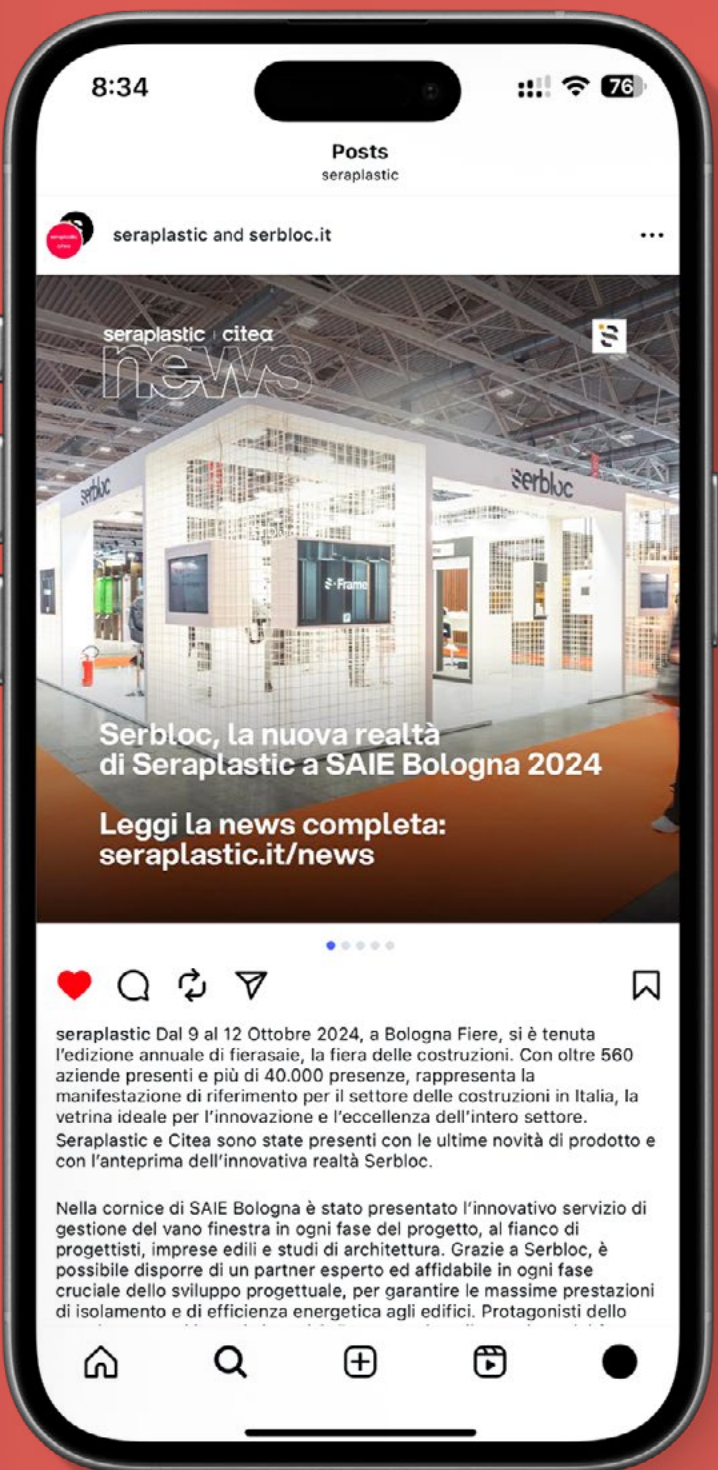 8:34
76
Posts
seraplastic
seraplastic and serbloc.it
seraplastic citea
news
serbloc
serbloc
Frame
Serbloc, la nuova realtà
di Seraplastic a SAIE Bologna 2024
Leggi la news completa:
seraplastic.it/news
seraplastic Dal 9 al 12 Ottobre 2024, a Bologna Fiere, si è tenuta
l'edizione annuale di fierasaie, la fiera delle costruzioni. Con oltre 560
aziende presenti e più di 40.000 presenze, rappresenta la
manifestazione di riferimento per il settore delle costruzioni in Italia, la
vetrina ideale per l'innovazione e l'eccellenza dell'intero settore.
Seraplastic e Citea sono state presenti con le ultime novità di prodotto e
con l'anteprima dell'innovativa realtà Serbloc.
Nella cornice di SAIE Bologna è stato presentato l'innovativo servizio di
gestione del vano finestra in ogni fase del progetto, al fianco di
progettisti, imprese edili e studi di architettura. Grazie a Serbloc, è
possibile disporre di un partner esperto ed affidabile in ogni fase
cruciale dello sviluppo progettuale, per garantire le massime prestazioni
di isolamento e di efficienza energetica agli edifici. Protagonisti dello